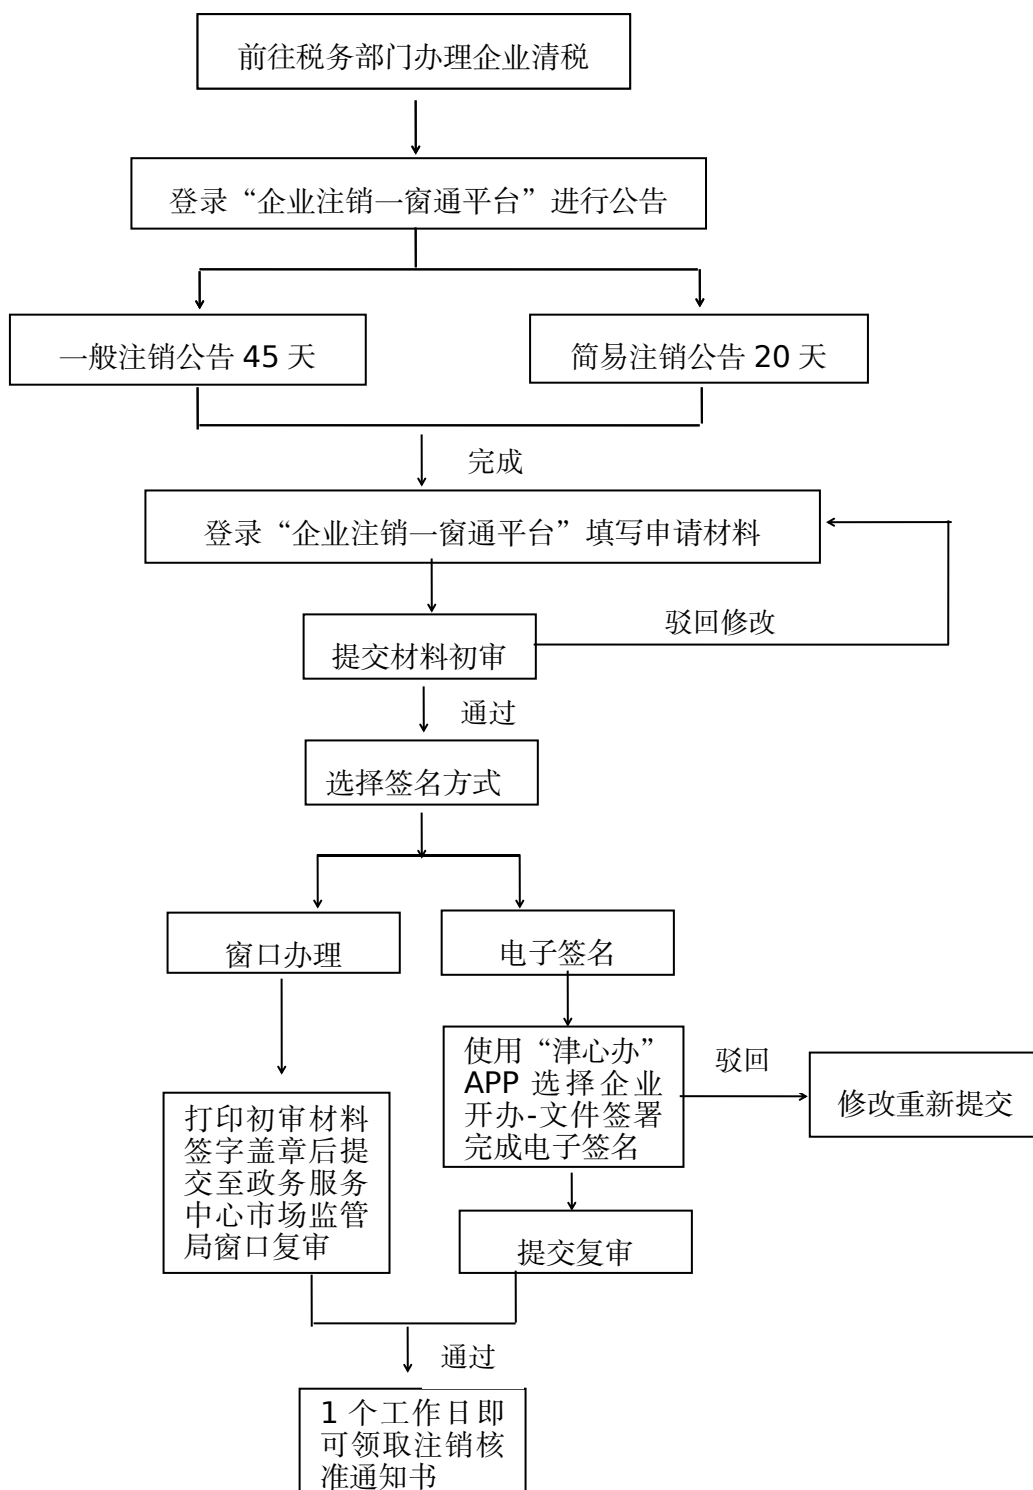 前往税务部门办理企业清税
登录“企业注销一窗通平台”进行公告
一般注销公告 45 天
简易注销公告 20 天
完成
登录“企业注销一窗通平台”填写申请材料
驳回修改
提交材料初审
通过
选择签名方式
窗口办理
电子签名
使用“津心办”
APP 选择企业
开办-文件签署
完成电子签名
驳回
修改重新提交
打印初审材料
签字盖章后提
交至政务服务
中心市场监管
局窗口复审
提交复审
通过
1 个工作日即
可领取注销核
准通知书